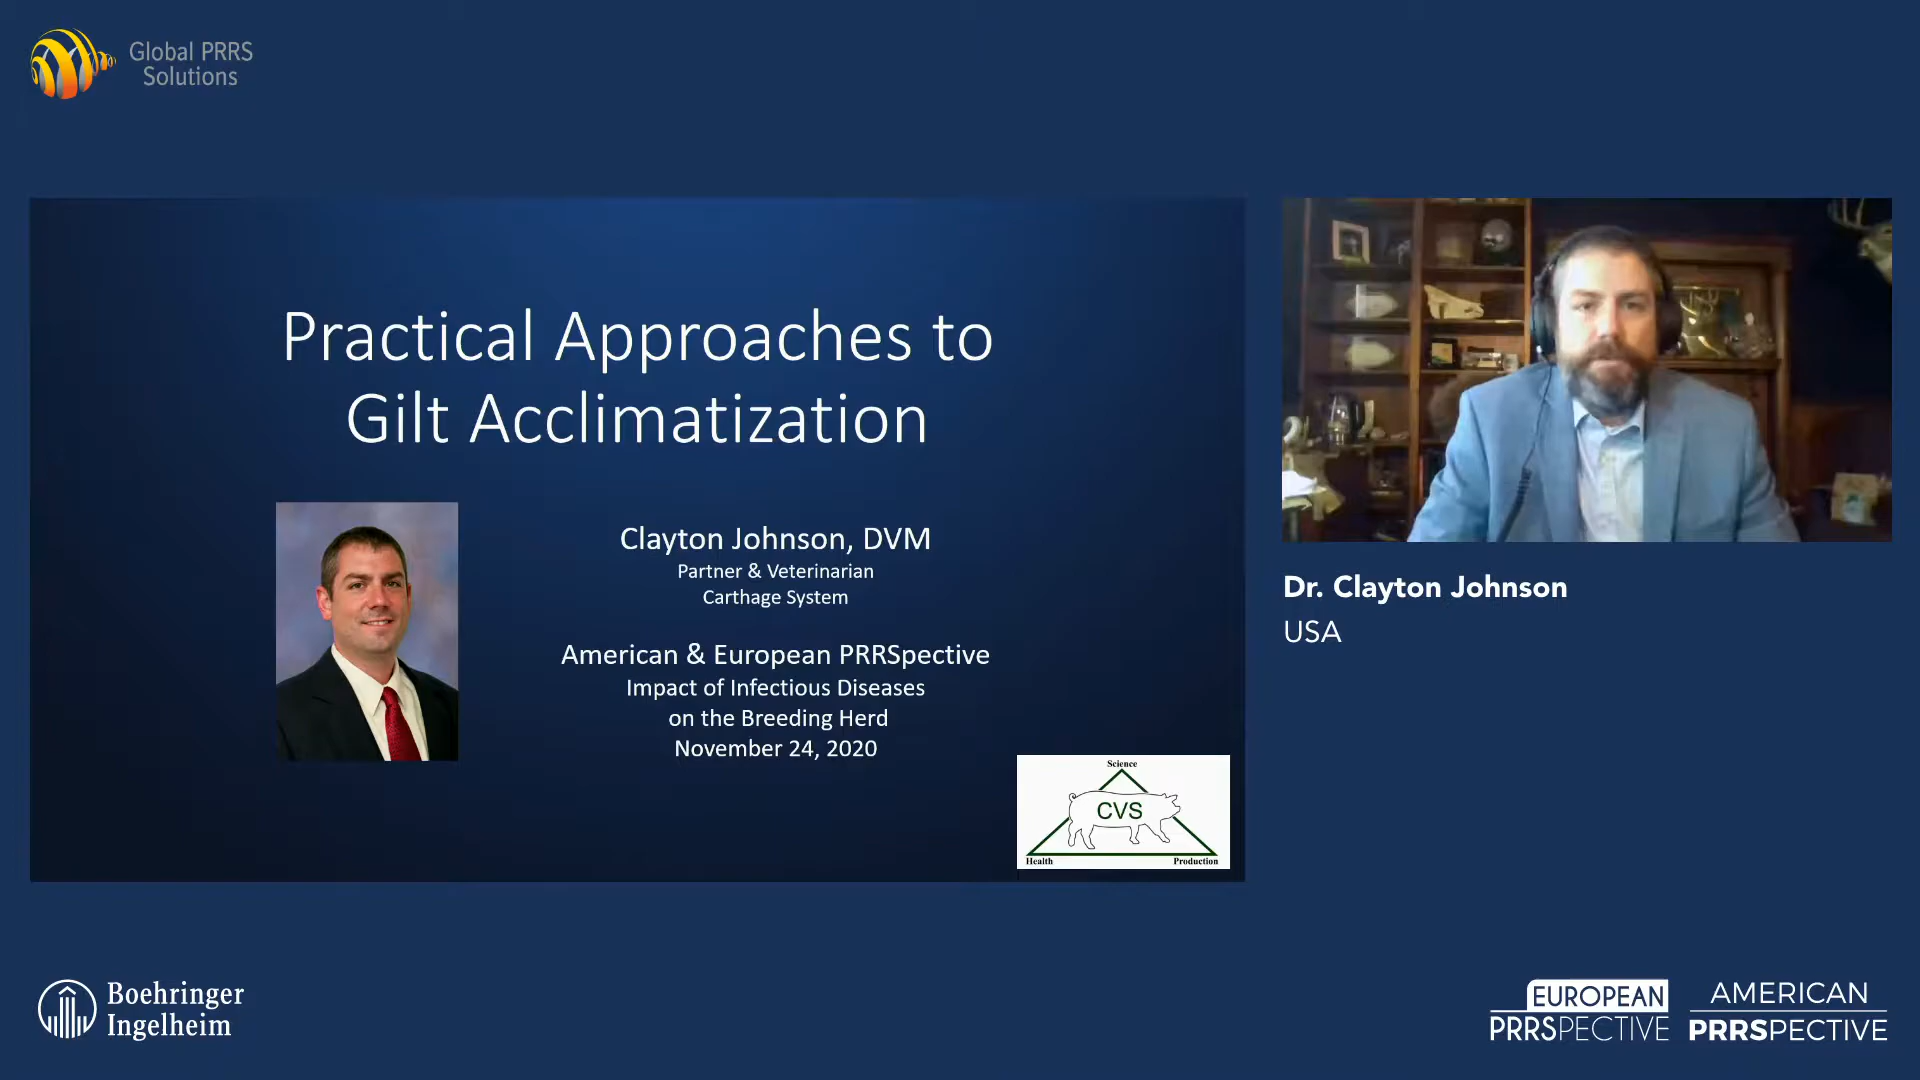 Global PRRS
Solutions
Practical Approaches to
Gilt Acclimatization
Clayton Johnson, DVM
Partner & Veterinarian
Carthage System
American & European PRRSpective
Impact of Infectious Diseases
on the Breeding Herd
November 24, 2020
Science
CVS
Health
Production
Dr. Clayton Johnson
USA
Boehringer
Ingelheim
EUROPEAN
PRRSPECTIVE
AMERICAN
PRRSPECTIVE